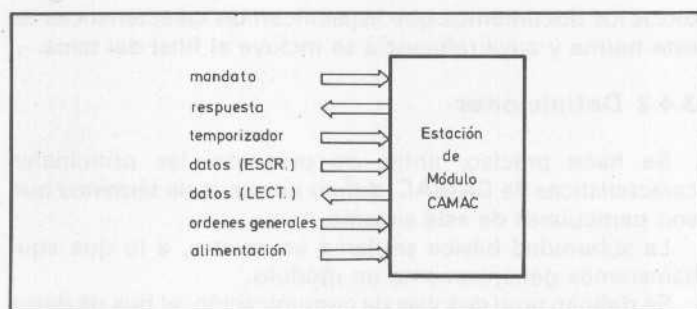 mandato
respuesta
temporizador
datos (ESCR.)
datos (LECT.)
ordenes generales
alimentación
Estación
de
Módulo
CAMAC